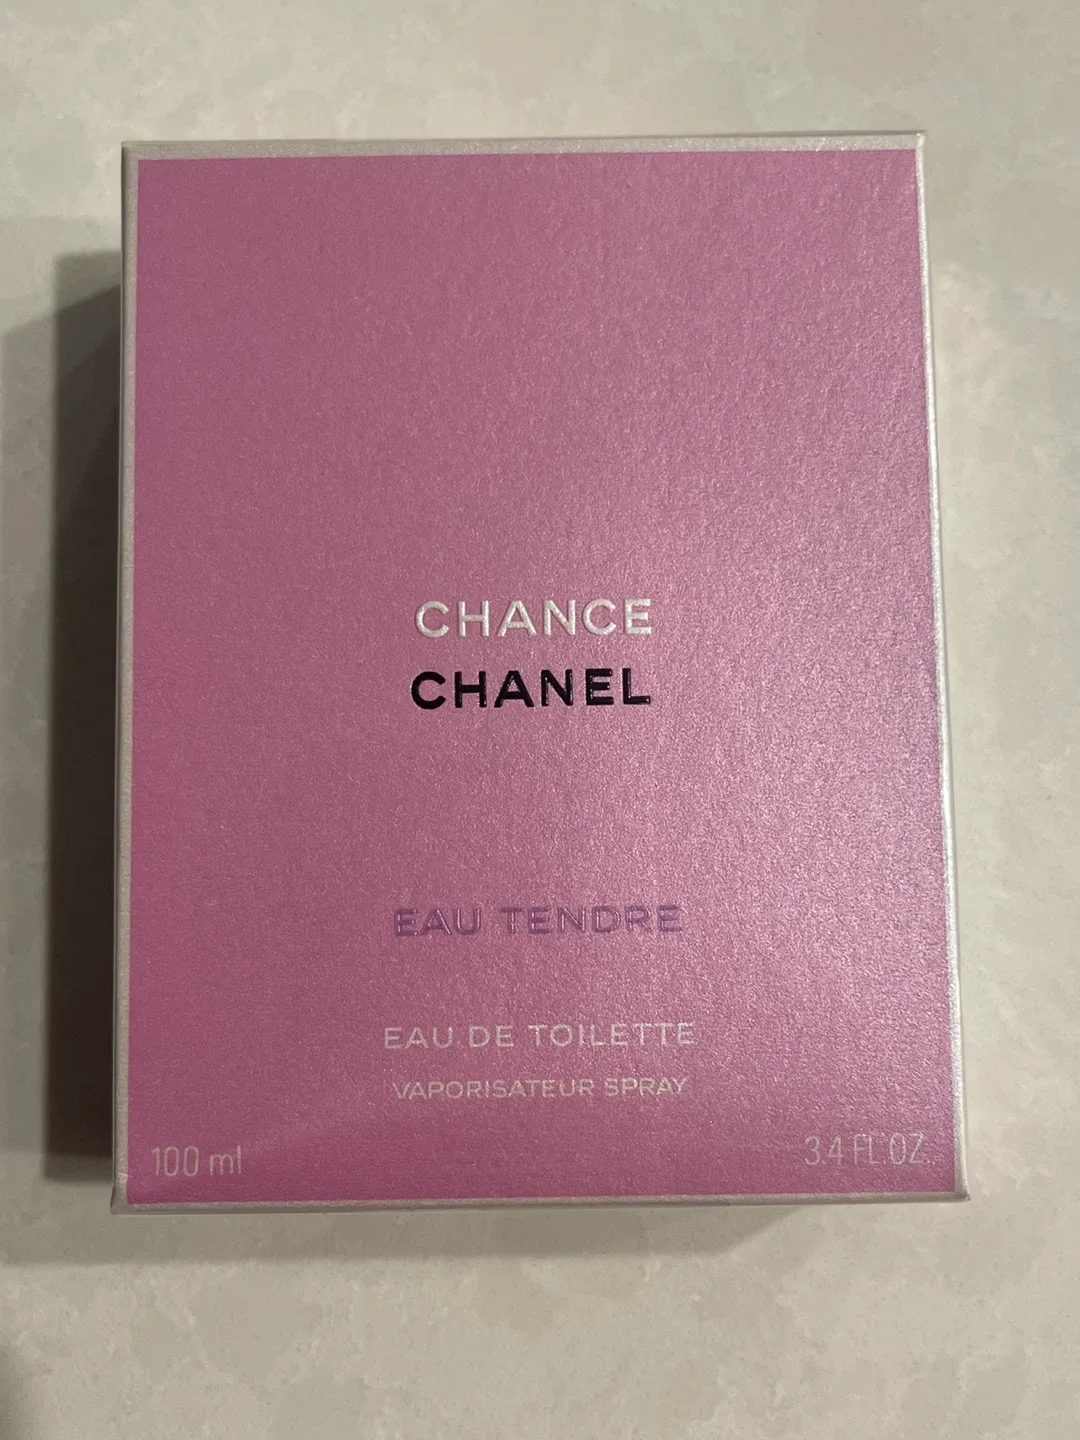 CHANCE
CHANEL
EAU TENDRE
EAU DE TOILETTE
VAPORISATEUR SPRAY
100 ml 3.4 FL.OZ.